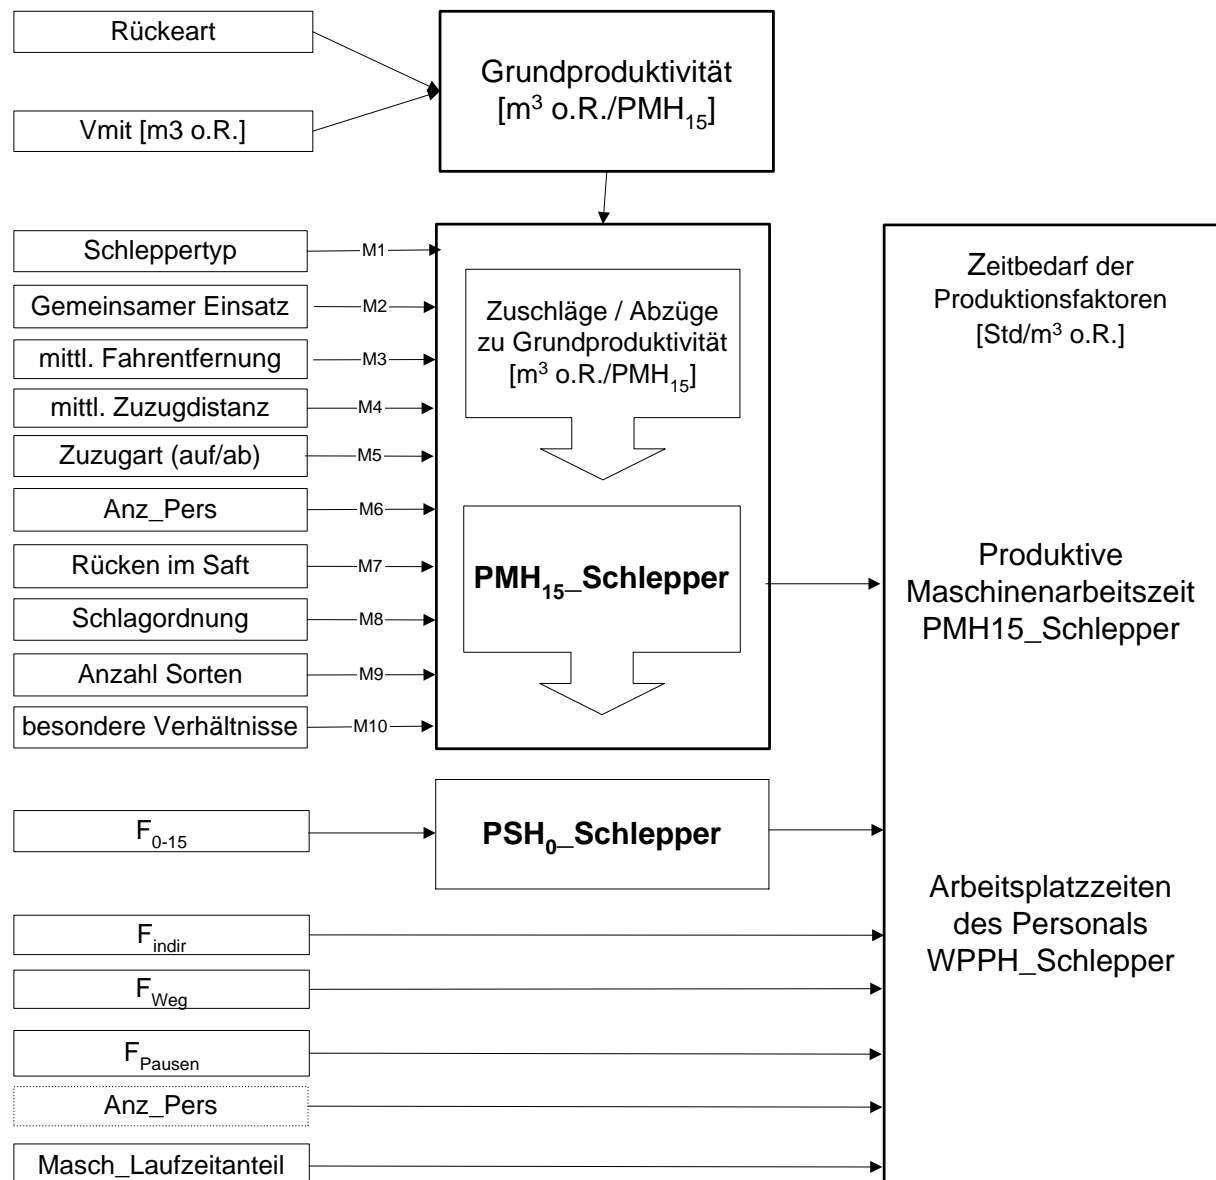 Rückeart
Vmit [m3 o.R.]
Grundproduktivität
[m³ o.R./PMH₁₅]
Schleppertyp
M1
Gemeinsamer Einsatz
M2
mittl. Fahrentfernung
M3
mittl. Zuzugdistanz
M4
Zuzugart (auf/ab)
M5
Anz_Pers
M6
Rücken im Saft
M7
Schlagordnung
M8
Anzahl Sorten
M9
besondere Verhältnisse
M10
Zuschläge / Abzüge
zu Grundproduktivität
[m³ o.R./PMH₁₅]
PMH₁₅_Schlepper
F₀₋₁₅
PSH₀_Schlepper
F_indir
F_Weg
F_Pausen
Anz_Pers
Masch_Laufzeitanteil
Zeitbedarf der
Produktionsfaktoren
[Std/m³ o.R.]
Produktive
Maschinenarbeitszeit
PMH15_Schlepper
Arbeitsplatzzeiten
des Personals
WPPH_Schlepper